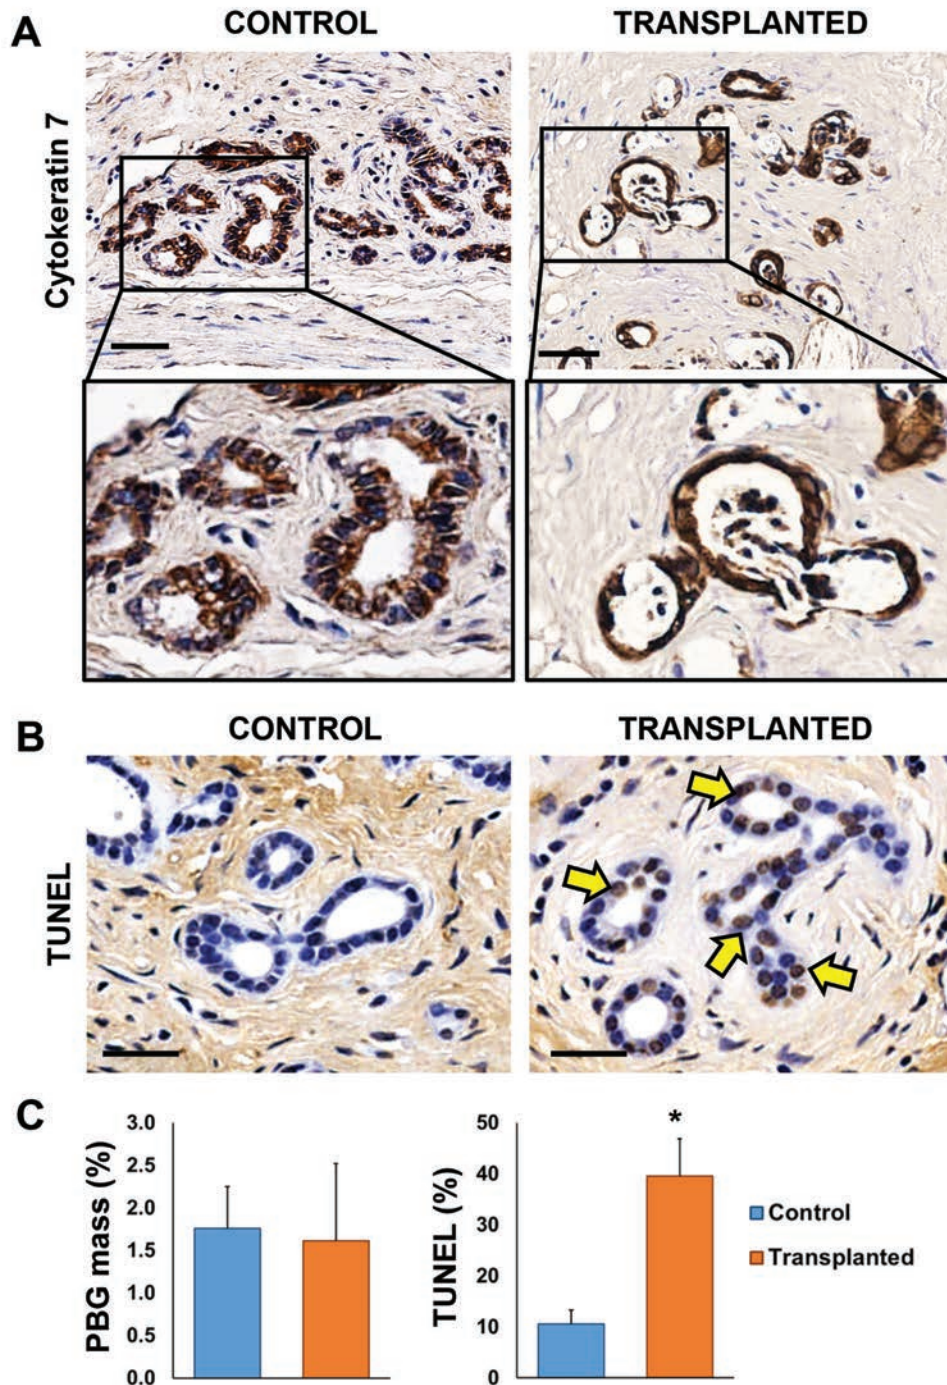 A
CONTROL
TRANSPLANTED
Cytokeratin 7
B
CONTROL
TRANSPLANTED
TUNEL
C
PBG mass (%)
3.0
2.5
2.0
1.5
1.0
0.5
0.0
TUNEL (%)
50
40
30
20
10
0
*
Control
Transplanted